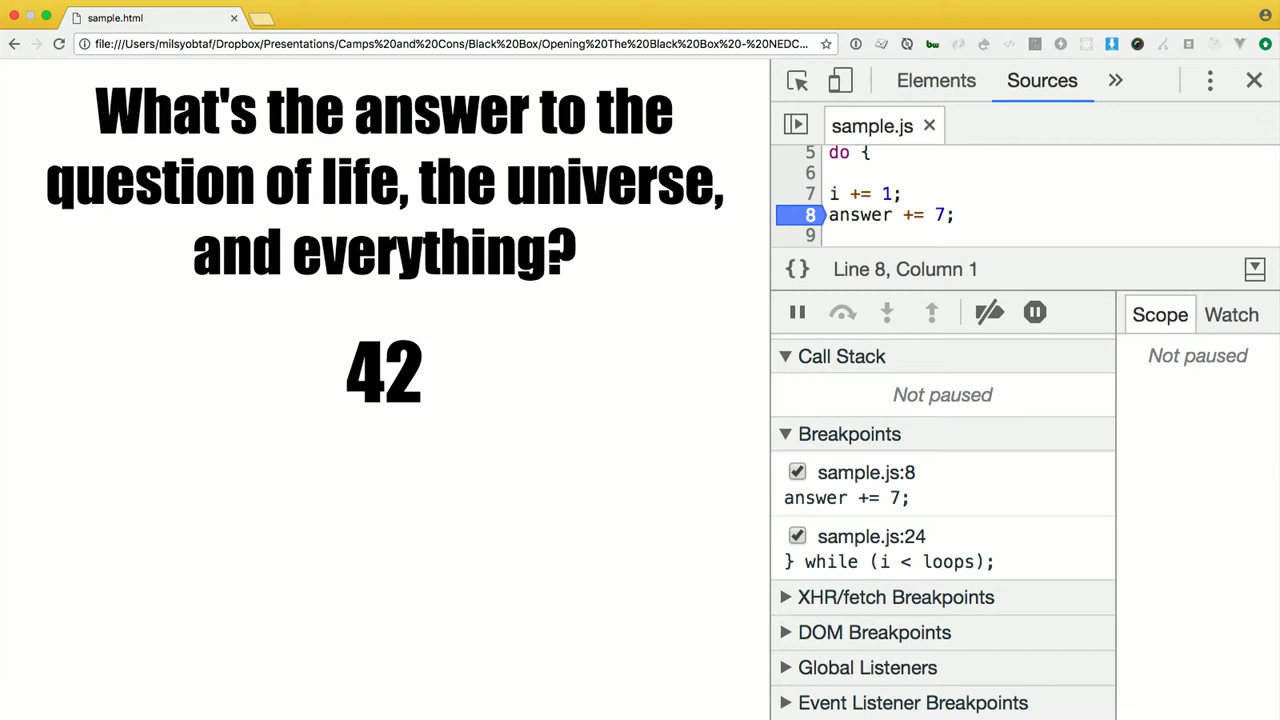 sample.html
file:///Users/milsyobtaf/Dropbox/Presentations/Camps%20and%20Cons/Black%20Box/Opening%20The%20Black%20Box%20-%20NEDC...
bw
What's the answer to the
question of life, the universe,
and everything?
42
Elements Sources
sample.js
5 do {
6
7 i += 1;
8 answer += 7;
9
{} Line 8, Column 1
Scope Watch
Call Stack
Not paused
Not paused
Breakpoints
sample.js:8
answer += 7;
sample.js:24
} while (i < loops);
XHR/fetch Breakpoints
DOM Breakpoints
Global Listeners
Event Listener Breakpoints